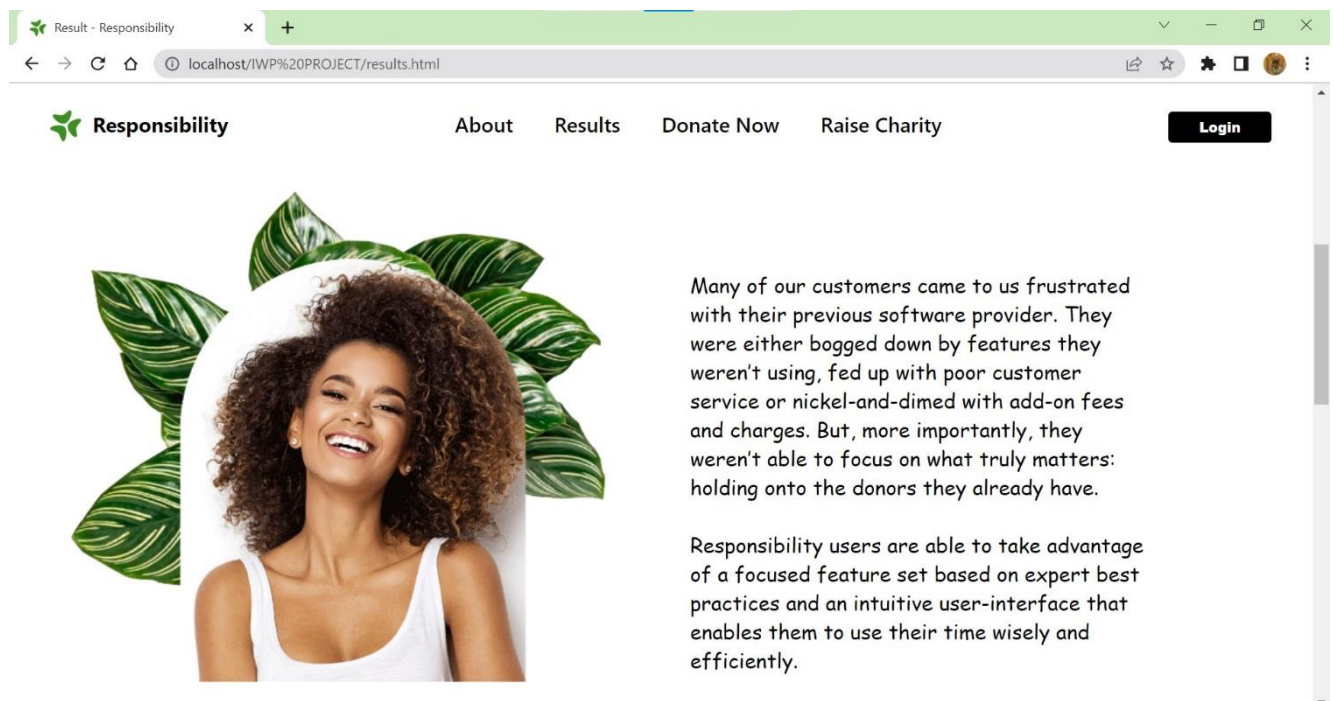 Result - Responsibility
localhost/IWP%20PROJECT/results.html
Responsibility
About Results Donate Now Raise Charity
Login
Many of our customers came to us frustrated
with their previous software provider. They
were either bogged down by features they
weren't using, fed up with poor customer
service or nickel-and-dimed with add-on fees
and charges. But, more importantly, they
weren't able to focus on what truly matters:
holding onto the donors they already have.
Responsibility users are able to take advantage
of a focused feature set based on expert best
practices and an intuitive user-interface that
enables them to use their time wisely and
efficiently.